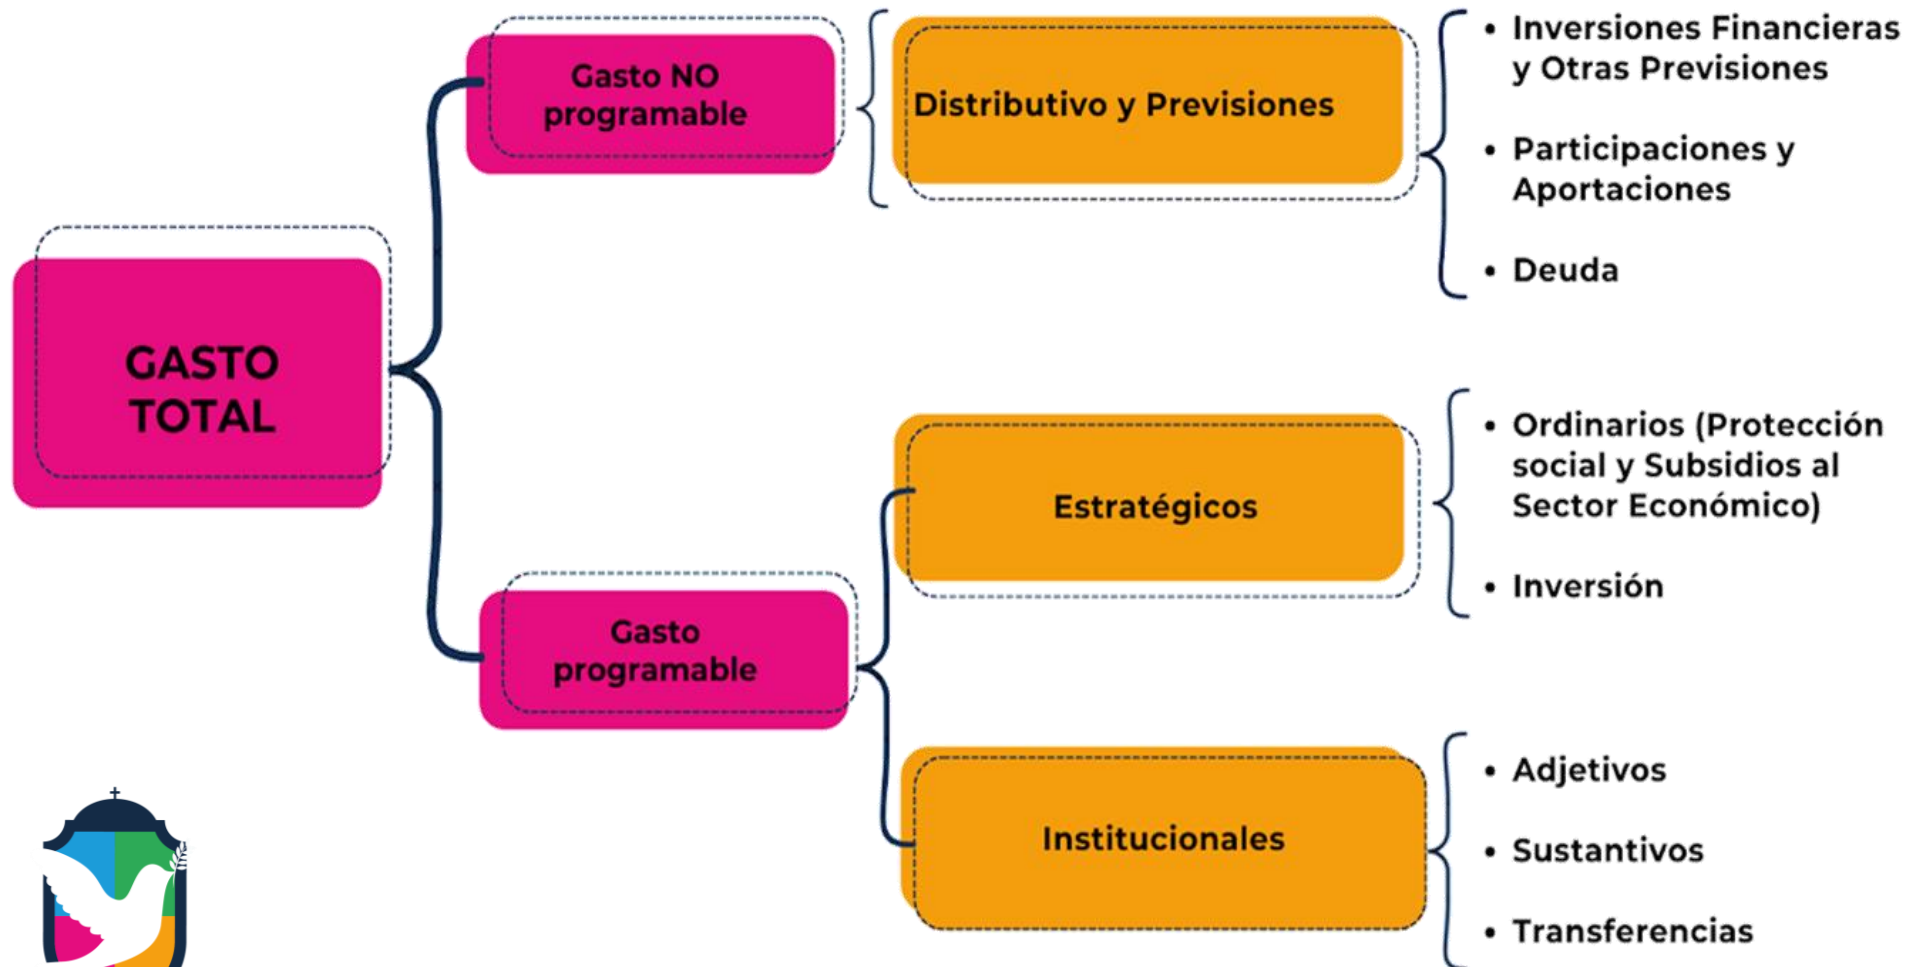 GASTO
TOTAL
Gasto NO
programable
Distributivo y Previsiones
• Inversiones Financieras
y Otras Previsiones
• Participaciones y
Aportaciones
• Deuda
Gasto
programable
Estratégicos
• Ordinarios (Protección
social y Subsidios al
Sector Económico)
• Inversión
Institucionales
• Adjetivos
• Sustantivos
• Transferencias